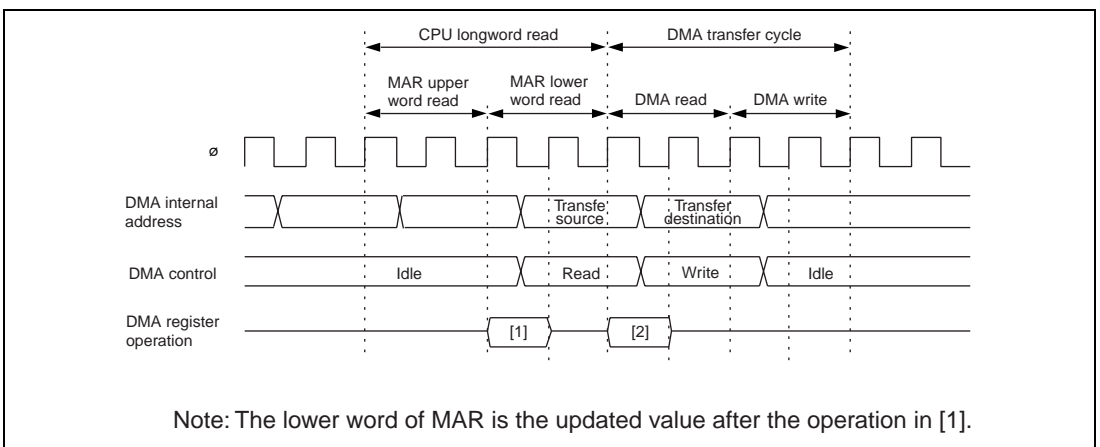 CPU longword read
DMA transfer cycle
MAR upper
word read
MAR lower
word read
DMA read
DMA write
ø
DMA internal
address
Transfe
source
Transfer
destination
DMA control
Idle
Read
Write
Idle
DMA register
operation
[1]
[2]
Note: The lower word of MAR is the updated value after the operation in [1].